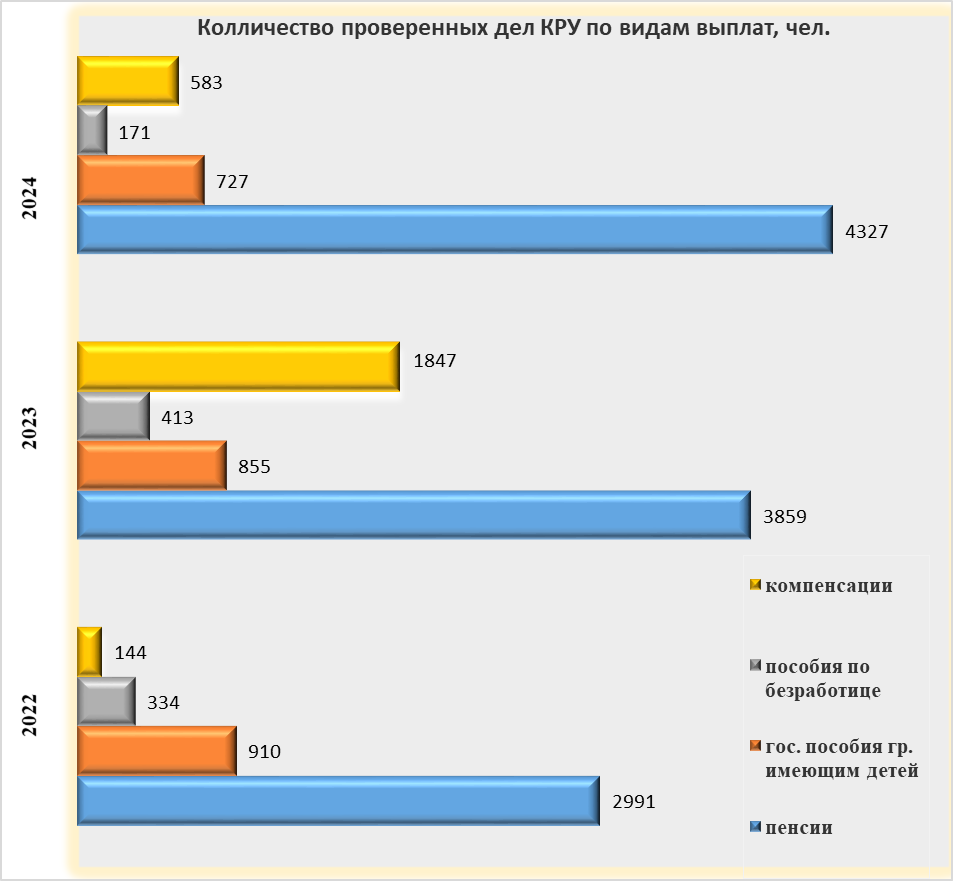 Колличество проверенных дел КРУ по видам выплат, чел.
2024
583
171
727
4327
2023
1847
413
855
3859
2022
144
334
910
2991
компенсации
пособия по
безработице
гос. пособия гр.
имеющим детей
пенсии